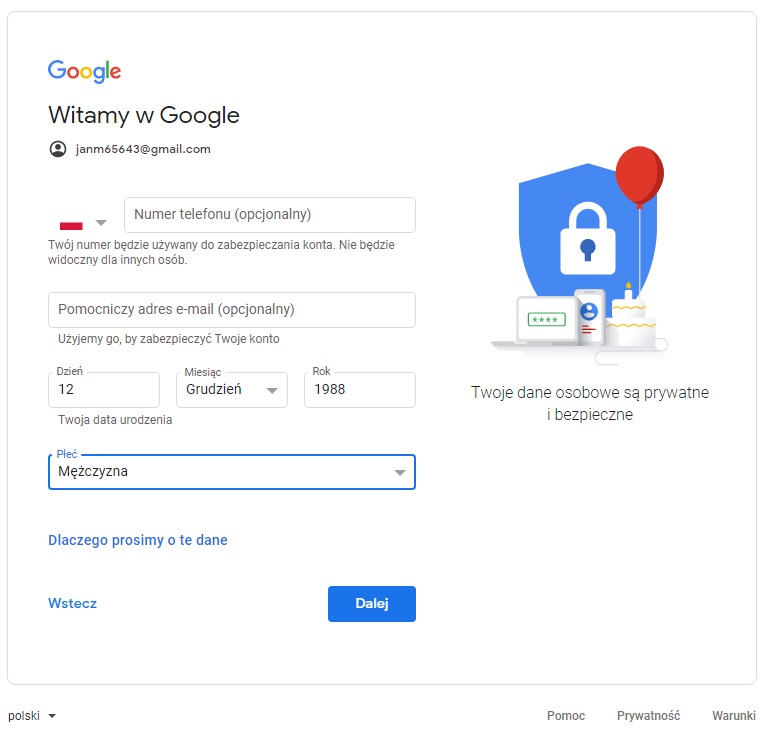 Google
Witamy w Google
janm65643@gmail.com
Numer telefonu (opcjonalny)
Twój numer będzie używany do zabezpieczania konta. Nie będzie
widoczny dla innych osób.
Pomocniczy adres e-mail (opcjonalny)
Użyjemy go, by zabezpieczyć Twoje konto
Dzień
12
Miesiąc
Grudzień
Rok
1988
Twoja data urodzenia
Płeć
Mężczyzna
Dlaczego prosimy o te dane
Wstecz
Dalej
****
Twoje dane osobowe są prywatne
i bezpieczne
polski
Pomoc
Prywatność
Warunki